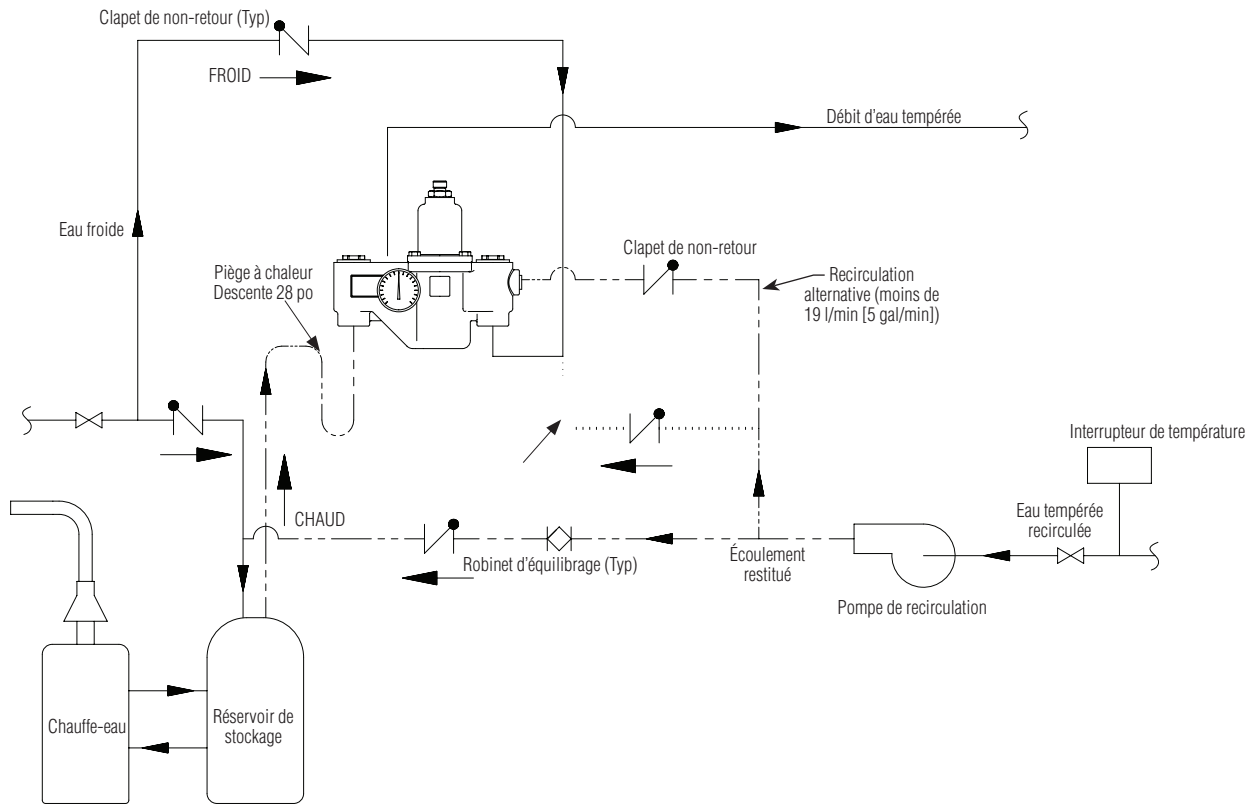 Clapet de non-retour (Typ)
FROID
Débit d'eau tempérée
Eau froide
Clapet de non-retour
Piège à chaleur
Descente 28 po
Recirculation
alternative (moins de
19 l/min [5 gal/min])
Interrupteur de température
CHAUD
Eau tempérée
recirculée
Robinet d'équilibrage (Typ)
Écoulement
restitué
Pompe de recirculation
Chauffe-eau
Réservoir de
stockage